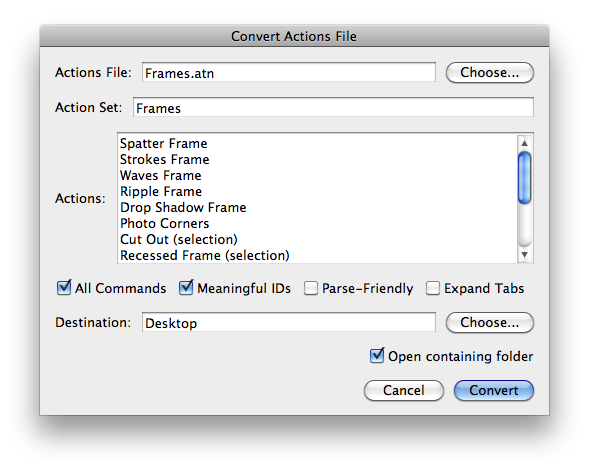 Convert Actions File
Actions File: Frames.atn Choose...
Action Set: Frames
Actions:
Spatter Frame
Strokes Frame
Waves Frame
Ripple Frame
Drop Shadow Frame
Photo Corners
Cut Out (selection)
Recessed Frame (selection)
All Commands Meaningful IDs Parse-Friendly Expand Tabs
Destination: Desktop Choose...
Open containing folder
Cancel Convert